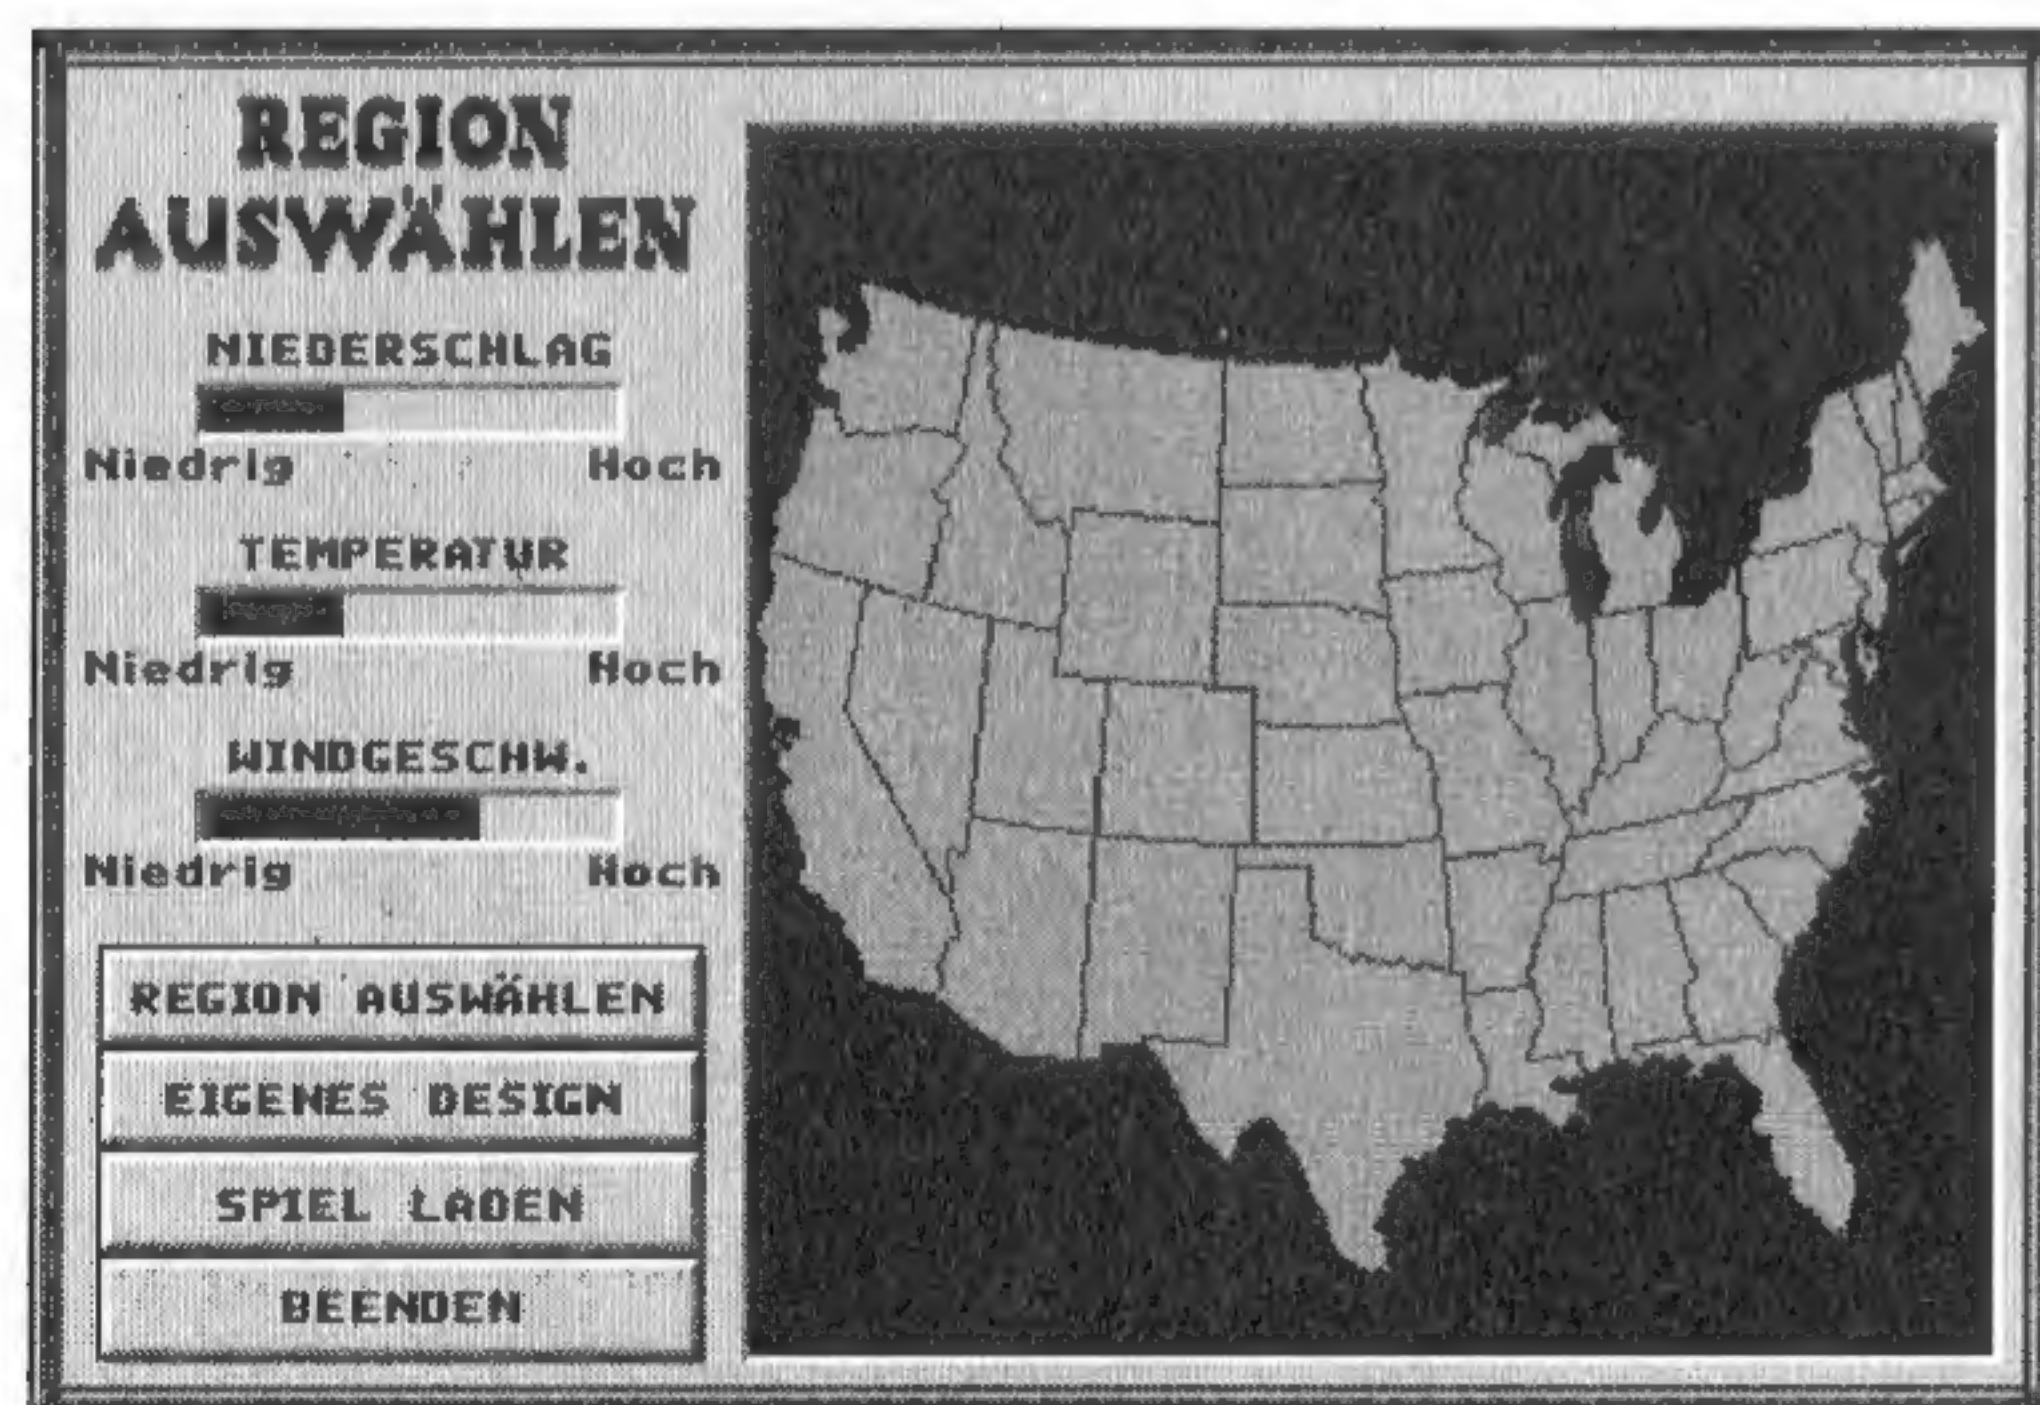 REGION
AUSWÄHLEN
NIEDERSCHLAG
Niedrig Hoch
TEMPERATUR
Niedrig Hoch
WINDGESCHW.
Niedrig Hoch
REGION AUSWÄHLEN
EIGENES DESIGN
SPIEL LADEN
BEENDEN